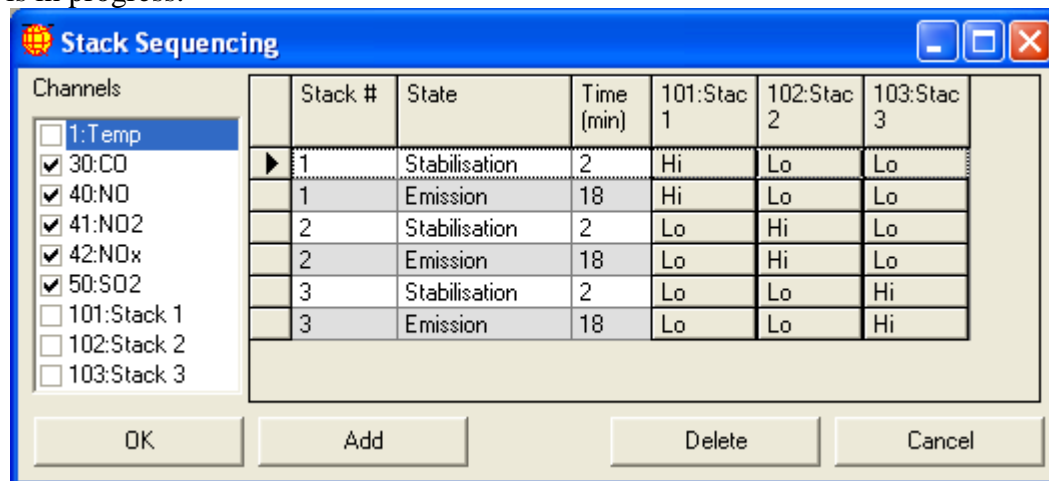 is in progress.
Stack Sequencing
Channels
1:Temp
30:CO
40:NO
41:NO2
42:NOx
50:SO2
101:Stack 1
102:Stack 2
103:Stack 3
Stack # State Time (min) 101:Stac 1 102:Stac 2 103:Stac 3
1 Stabilisation 2 Hi Lo Lo
1 Emission 18 Hi Lo Lo
2 Stabilisation 2 Lo Hi Lo
2 Emission 18 Lo Hi Lo
3 Stabilisation 2 Lo Lo Hi
3 Emission 18 Lo Lo Hi
OK Add Delete Cancel